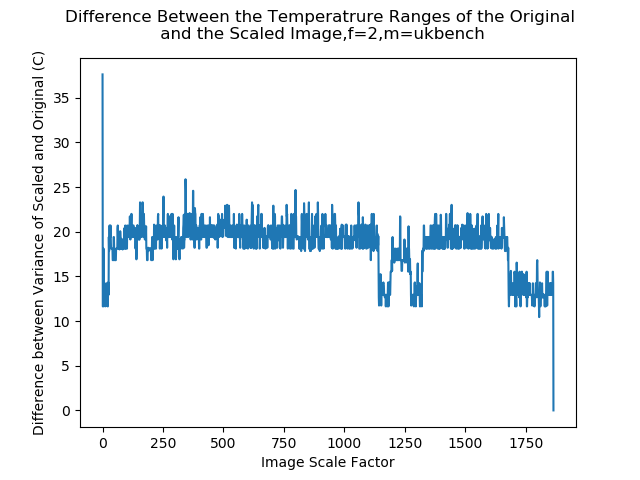 Difference Between the Temperatrure Ranges of the Original
and the Scaled Image,f=2,m=ukbench
Difference between Variance of Scaled and Original (C)
35
30
25
20
15
10
5
0
0 250 500 750 1000 1250 1500 1750
Image Scale Factor